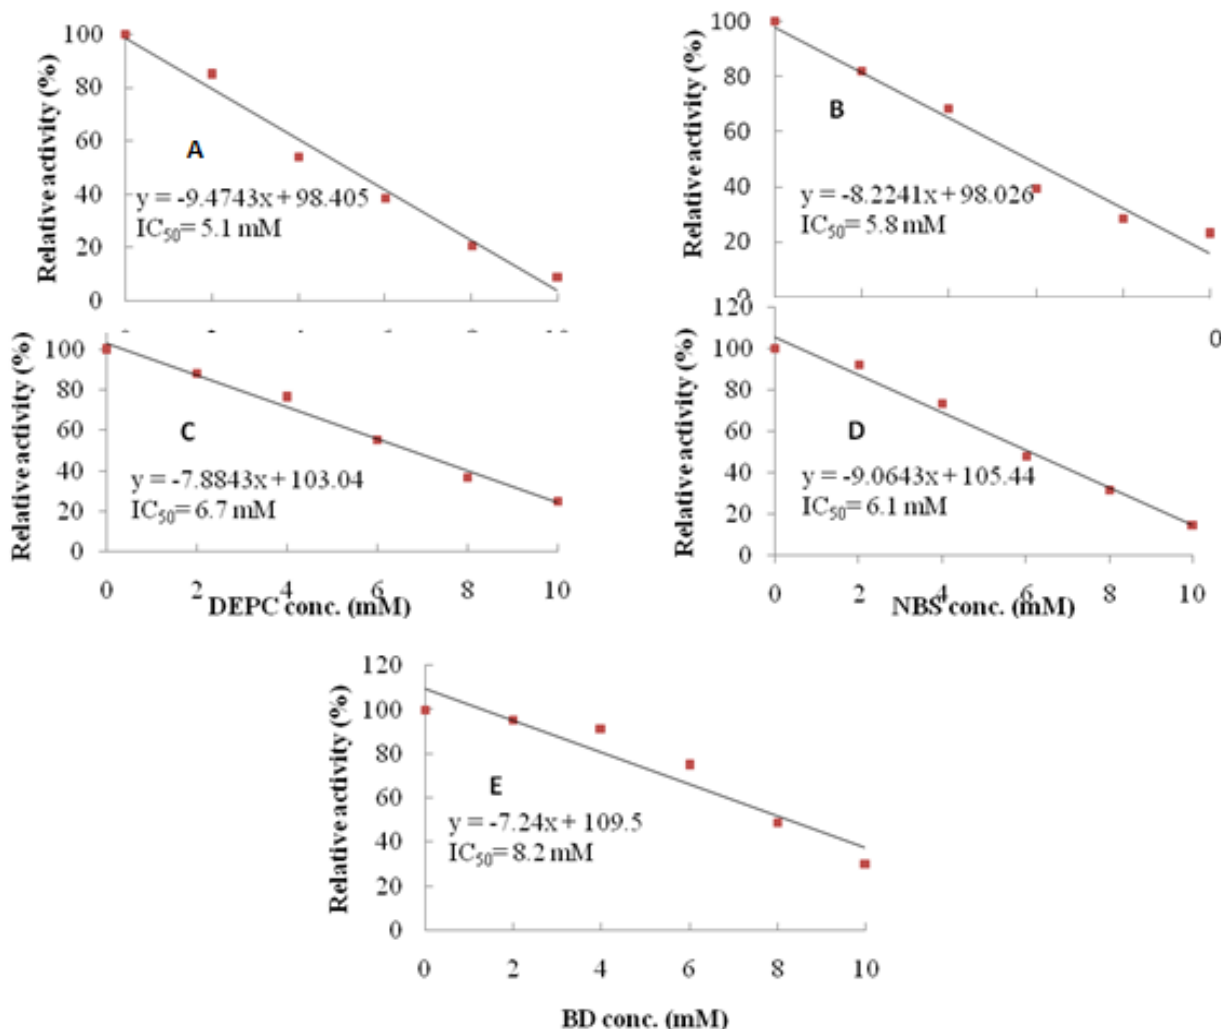 Relative activity (%)
100
80
60
40
20
0
A
y = -9.4743x + 98.405
IC50= 5.1 mM
Relative activity (%)
100
80
60
40
20
B
y = -8.2241x + 98.026
IC50= 5.8 mM
0
Relative activity (%)
100
80
60
40
20
0
C
y = -7.8843x + 103.04
IC50= 6.7 mM
0 2 4 6 8 10
DEPC conc. (mM)
Relative activity (%)
120
100
80
60
40
20
0
D
y = -9.0643x + 105.44
IC50= 6.1 mM
0 2 4 6 8 10
NBS conc. (mM)
Relative activity (%)
120
100
80
60
40
20
0
E
y = -7.24x + 109.5
IC50= 8.2 mM
0 2 4 6 8 10
BD conc. (mM)